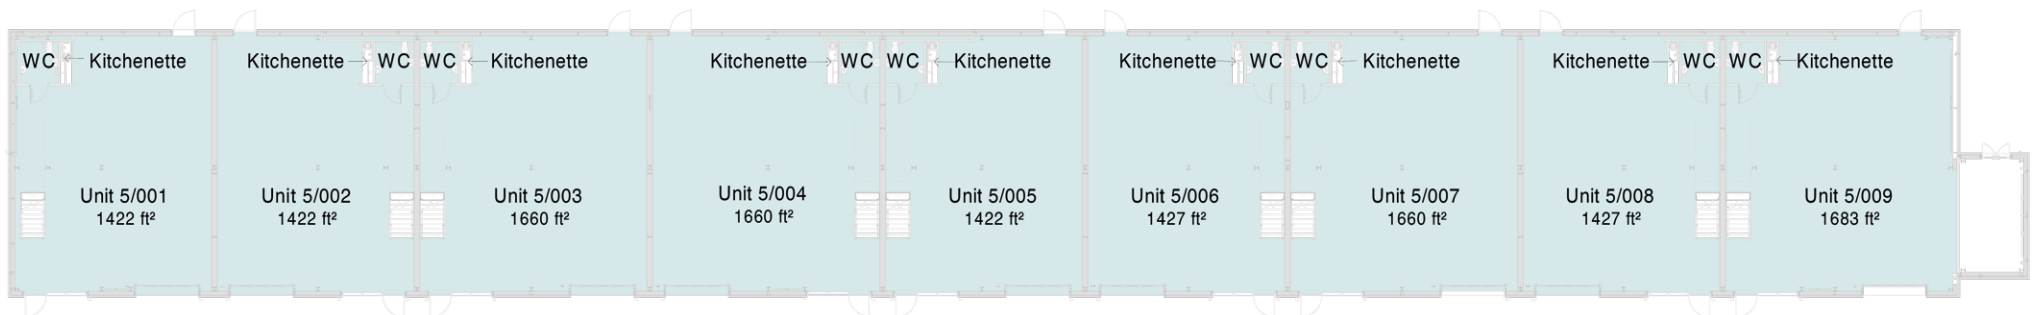 WC Kitchenette Kitchenette WC WC Kitchenette Kitchenette WC WC Kitchenette Kitchenette WC WC Kitchenette Kitchenette WC WC Kitchenette
Unit 5/001 Unit 5/002 Unit 5/003 Unit 5/004 Unit 5/005 Unit 5/006 Unit 5/007 Unit 5/008 Unit 5/009
1422 ft² 1422 ft² 1660 ft² 1660 ft² 1422 ft² 1427 ft² 1660 ft² 1427 ft² 1683 ft²